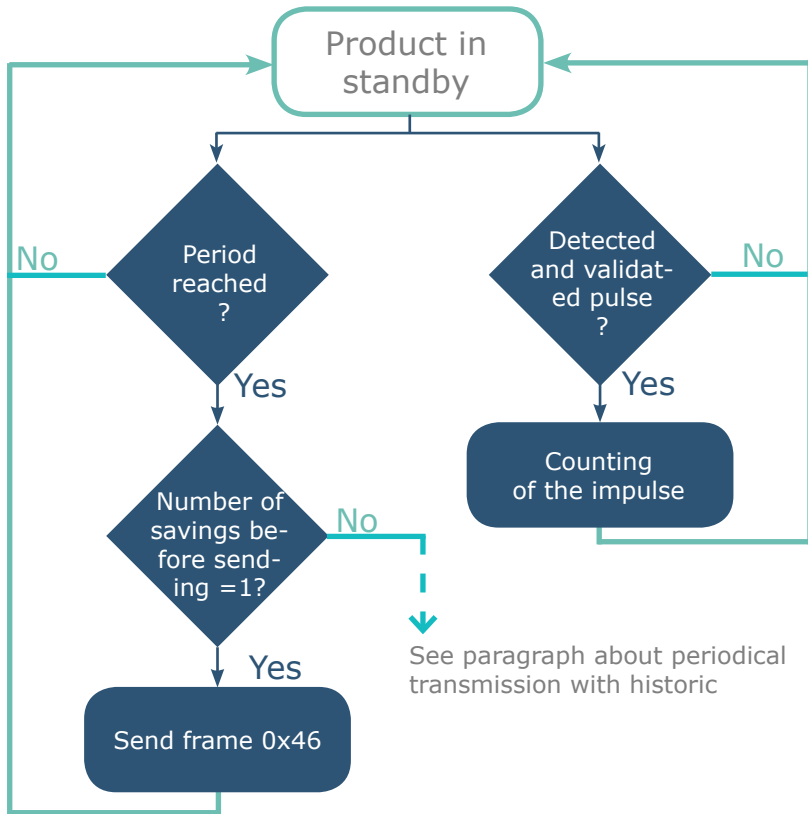 Product in
standby
Period
reached
?
No
Yes
Detected
and validat-
ed pulse
?
No
Yes
Counting
of the impulse
Number of
savings be-
fore send-
ing =1?
No
Yes
See paragraph about periodical
transmission with historic
Send frame 0x46